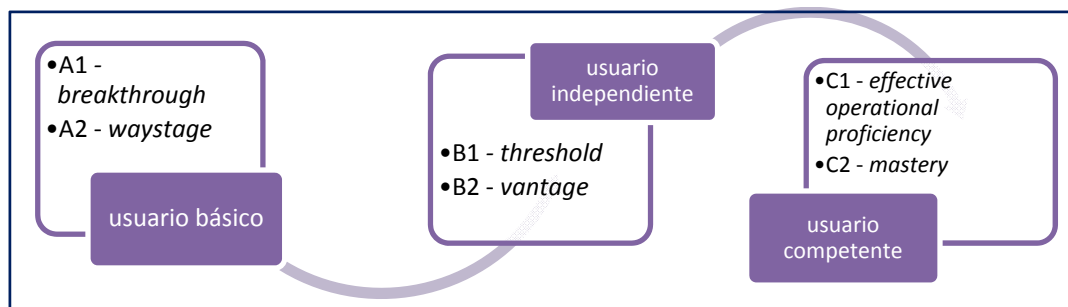 •A1 -
breakthrough
•A2 - waystage
usuario básico
usuario
independiente
•B1 - threshold
•B2 - vantage
•C1 - effective
operational
proficiency
•C2 - mastery
usuario
competente